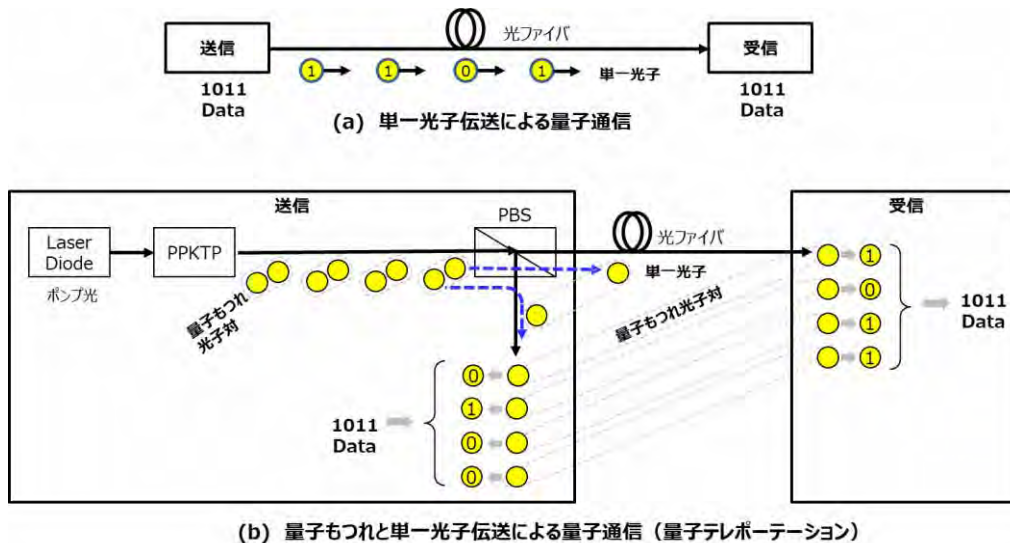 送信
光ファイバ
受信
1 1 0 1
単一光子
1011
Data
1011
Data
(a) 単一光子伝送による量子通信
送信
受信
PBS
Laser
Diode
PPKTP
光ファイバ
ポンプ光
単一光子
量子もつれ
光子対
量子もつれ光子対
1
0
1
1
1011
Data
0
1
0
0
1011
Data
(b) 量子もつれと単一光子伝送による量子通信（量子テレポーテーション）